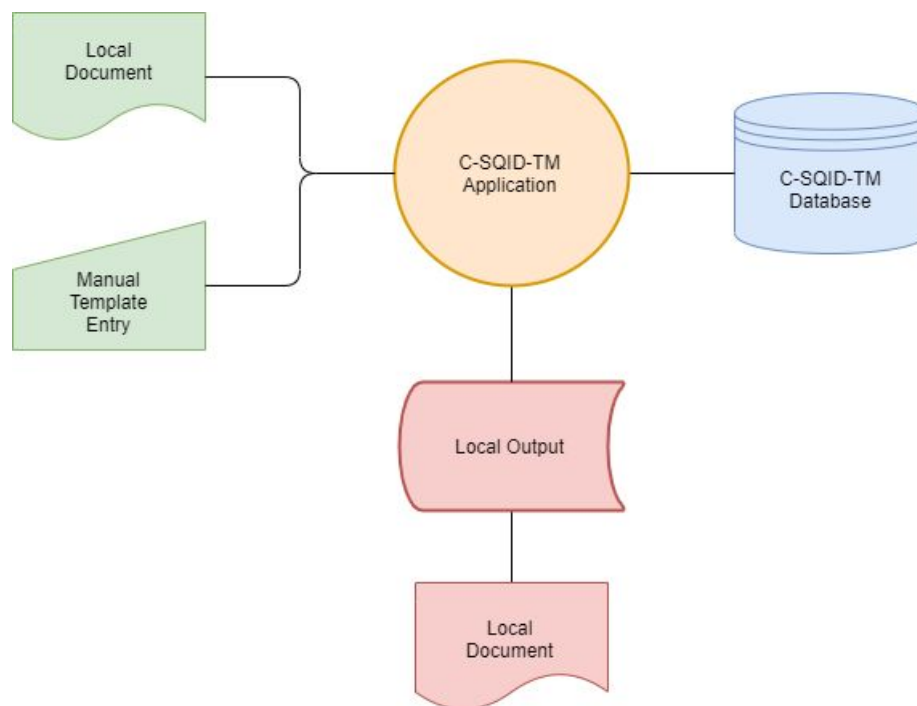 Local
Document
C-SQID-TM
Application
C-SQID-TM
Database
Manual
Template
Entry
Local Output
Local
Document